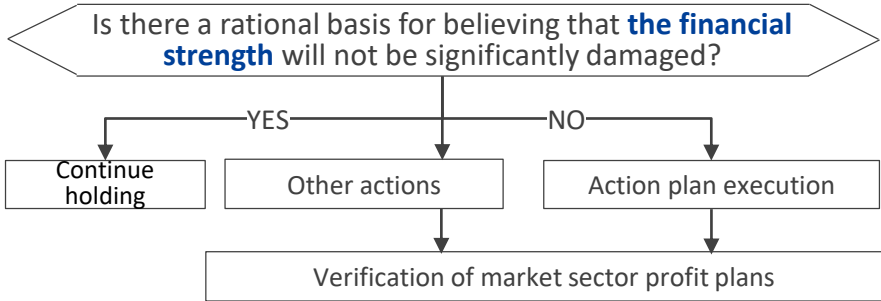 Is there a rational basis for believing that the financial
strength will not be significantly damaged?
YES
NO
Continue
holding
Other actions
Action plan execution
Verification of market sector profit plans